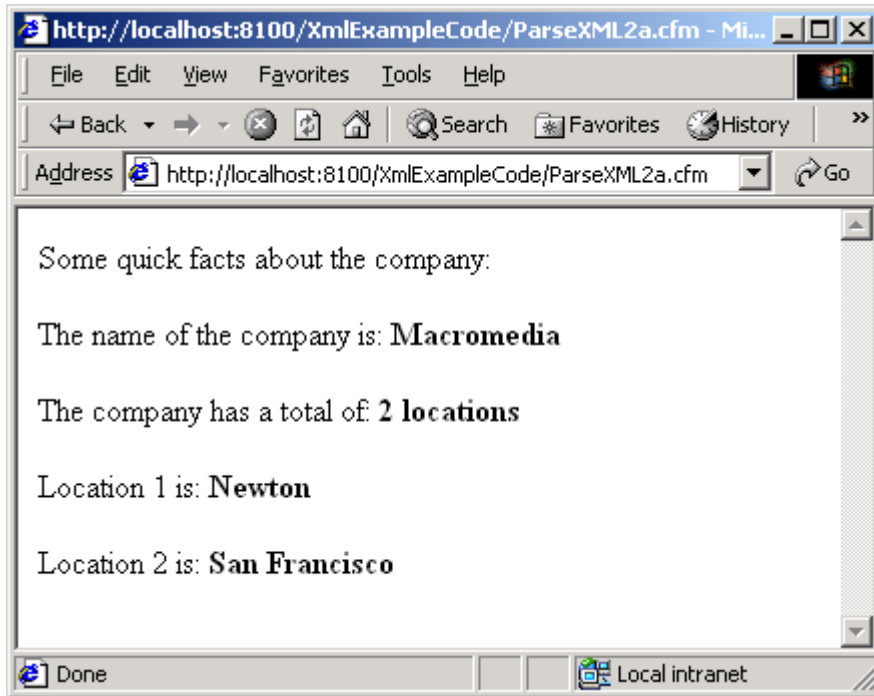 http://localhost:8100/XmlExampleCode/ParseXML2a.cfm - Mi...
File Edit View Favorites Tools Help
Back Search Favorites History »
Address http://localhost:8100/XmlExampleCode/ParseXML2a.cfm Go
Some quick facts about the company:
The name of the company is: Macromedia
The company has a total of: 2 locations
Location 1 is: Newton
Location 2 is: San Francisco
Done Local intranet